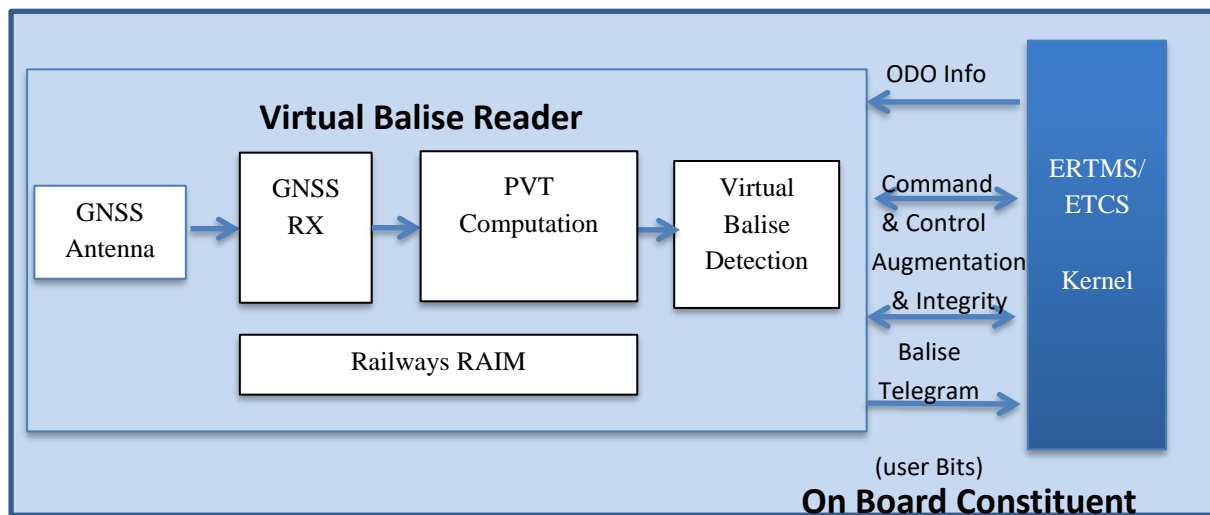 Virtual Balise Reader
GNSS
Antenna
GNSS
RX
PVT
Computation
Virtual
Balise
Detection
Railways RAIM
ODO Info
Command
& Control
Augmentation
& Integrity
Balise
Telegram
(user Bits)
ERTMS/
ETCS
Kernel
On Board Constituent